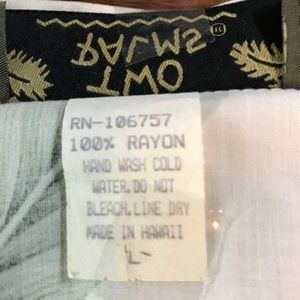 TWO
PALMS
RN-106757
100% RAYON
HAND WASH COLD
WATER.DO NOT
BLEACH.LINE DRY
MADE IN HAWAII
L